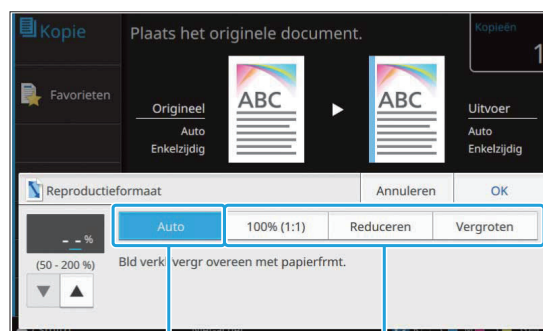 Kopie
Plaats het originele document.
Kopieën
1
Favorieten
Origineel
ABC
ABC
Uitvoer
Auto
Auto
Enkelzijdig
Enkelzijdig
Reproductieformaat
Annuleren
OK
- - %
Auto
100% (1:1)
Reduceren
Vergroten
(50 - 200 %)
Bld verkl vergr overeen met papierfrmt.